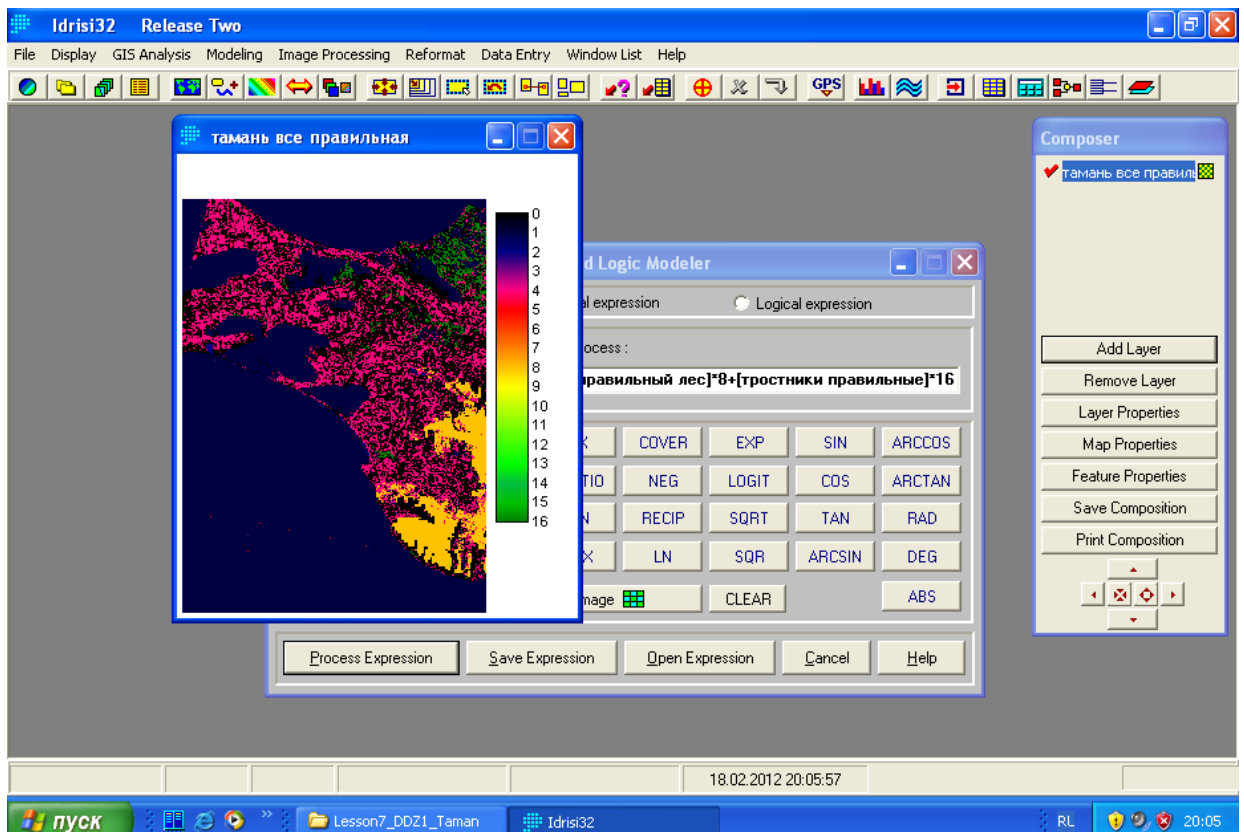 Idrisi32 Release Two
File Display GIS Analysis Modeling Image Processing Reformat Data Entry Window List Help
GPS
тамань все правильная
0
1
2
3
4
5
6
7
8
9
10
11
12
13
14
15
16
d Logic Modeler
al expression
Logical expression
ocess :
равильный лес]*8+[тростники правильные]*16
COVER EXP SIN ARCCOS
TIO NEG LOGIT COS ARCTAN
N RECIP SQRT TAN RAD
X LN SQR ARCSIN DEG
mage CLEAR ABS
Process Expression Save Expression Open Expression Cancel Help
Composer
тамань все правиль
Add Layer
Remove Layer
Layer Properties
Map Properties
Feature Properties
Save Composition
Print Composition
18.02.2012 20:05:57
пуск
Lesson7_DDZ1_Taman
Idrisi32
RL
20:05